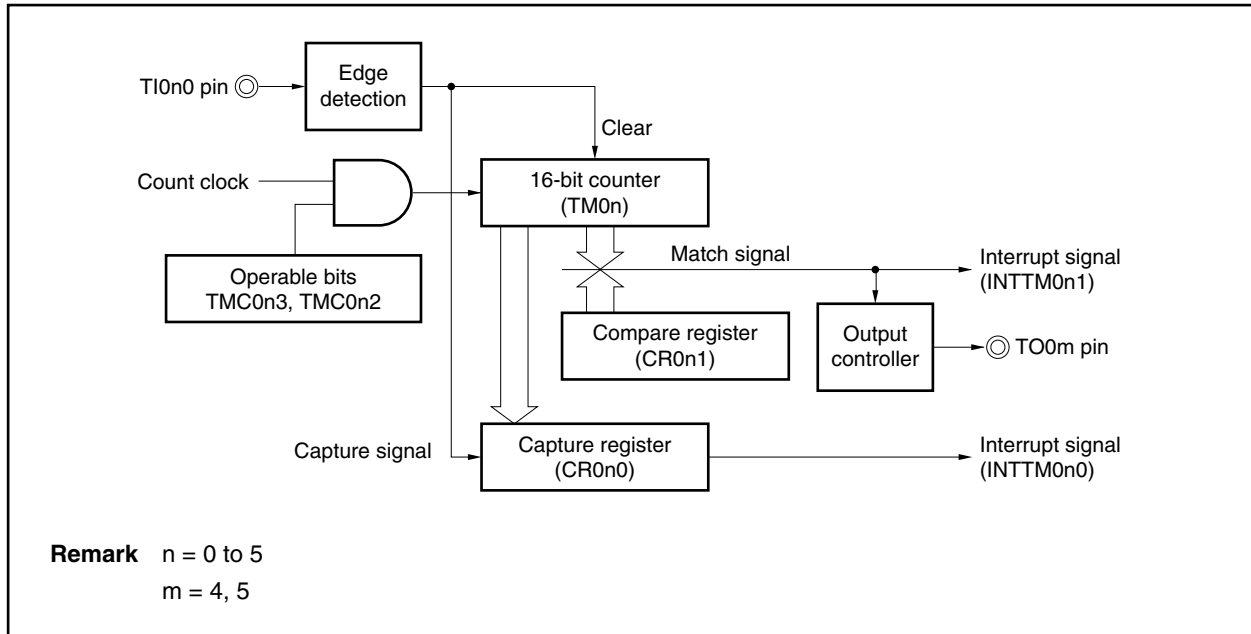 TI0n0 pin
Edge
detection
Clear
Count clock
16-bit counter
(TM0n)
Operable bits
TMC0n3, TMC0n2
Match signal
Interrupt signal
(INTTM0n1)
Compare register
(CR0n1)
Output
controller
TO0m pin
Capture signal
Capture register
(CR0n0)
Interrupt signal
(INTTM0n0)
Remark n = 0 to 5
m = 4, 5